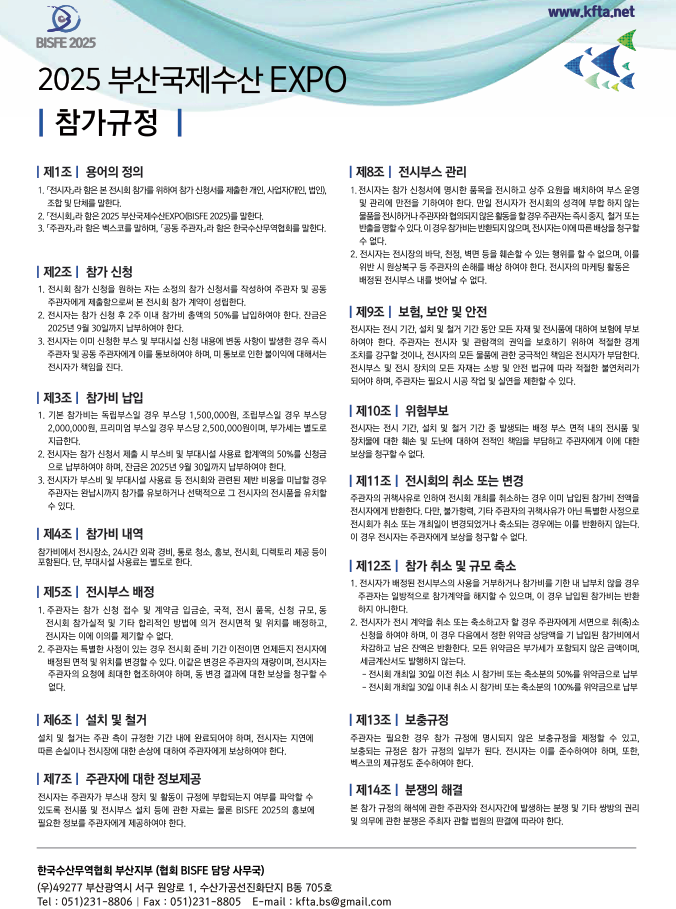 www.kfta.net
BISFE 2025
2025 부산국제수산 EXPO
참가규정
제1조 용어의 정의
1. 「전시자」라 함은 본 전시회 참가를 위하여 참가 신청서를 제출한 개인, 사업자(개인, 법인),
조합 및 단체를 말한다.
2. 「전시회」라 함은 2025 부산국제수산EXPO(BISFE 2025)를 말한다.
3. 「주관자」라 함은 벡스코를 말하며, 「공동 주관자」라 함은 한국수산무역협회를 말한다.
제2조 참가 신청
1. 전시회 참가 신청을 원하는 자는 소정의 참가 신청서를 작성하여 주관자 및 공동
주관자에게 제출함으로써 본 전시회 참가 계약이 성립한다.
2. 전시자는 참가 신청 후 2주 이내 참가비 총액의 50%를 납입하여야 한다. 잔금은
2025년 9월 30일까지 납부하여야 한다.
3. 전시자는 이미 신청한 부스 및 부대시설 신청 내용에 변동 사항이 발생한 경우 즉시
주관자 및 공동 주관자에게 이를 통보하여야 하며, 미 통보로 인한 불이익에 대해서는
전시자가 책임을 진다.
제3조 참가비 납입
1. 기본 참가비는 독립부스일 경우 부스당 1,500,000원, 조립부스일 경우 부스당
2,000,000원, 프리미엄 부스일 경우 부스당 2,500,000원이며, 부가세는 별도로
지급한다.
2. 전시자는 참가 신청서 제출 시 부스비 및 부대시설 사용료 합계액의 50%를 신청금
으로 납부하여야 하며, 잔금은 2025년 9월 30일까지 납부하여야 한다.
3. 전시자가 부스비 및 부대시설 사용료 등 전시회와 관련된 제반 비용을 미납할 경우
주관자는 완납시까지 참가를 유보하거나 선택적으로 그 전시자의 전시품을 유치할
수 있다.
제4조 참가비 내역
참가비에서 전시장소, 24시간 외곽 경비, 통로 청소, 홍보, 전시회, 디렉토리 제공 등이
포함된다. 단, 부대시설 사용료는 별도로 한다.
제5조 전시부스 배정
1. 주관자는 참가 신청 접수 및 계약금 입금순, 국적, 전시 품목, 신청 규모, 동
전시회 참가실적 및 기타 합리적인 방법에 의거 전시면적 및 위치를 배정하고,
전시자는 이에 이의를 제기할 수 없다.
2. 주관자는 특별한 사정이 있는 경우 전시회 준비 기간 이전이면 언제든지 전시자에
배정된 면적 및 위치를 변경할 수 있다. 이같은 변경은 주관자의 재량이며, 전시자는
주관자의 요청에 최대한 협조하여야 하며, 동 변경 결과에 대한 보상을 청구할 수
없다.
제6조 설치 및 철거
설치 및 철거는 주관 측이 규정한 기간 내에 완료되어야 하며, 전시자는 지연에
따른 손실이나 전시장에 대한 손상에 대하여 주관자에게 보상하여야 한다.
제7조 주관자에 대한 정보제공
전시자는 주관자가 부스내 장치 및 활동이 규정에 부합되는지 여부를 파악할 수
있도록 전시품 및 전시부스 설치 등에 관한 자료는 물론 BISFE 2025의 홍보에
필요한 정보를 주관자에게 제공하여야 한다.
제8조 전시부스 관리
1. 전시자는 참가 신청서에 명시한 품목을 전시하고 상주 요원을 배치하여 부스 운영
및 관리에 만전을 기하여야 한다. 만일 전시자가 전시회의 성격에 부합 하지 않는
물품을 전시하거나 주관자와 협의되지 않은 활동을 할 경우 주관자는 즉시 중지, 철거 또는
반출을 명할 수 있다. 이 경우 참가비는 반환되지 않으며, 전시자는 이에 따른 배상을 청구할
수 없다.
2. 전시자는 전시장의 바닥, 천정, 벽면 등을 훼손할 수 있는 행위를 할 수 없으며, 이를
위반 시 원상복구 등 주관자의 손해를 배상 하여야 한다. 전시자의 마케팅 활동은
배정된 전시부스 내를 벗어날 수 없다.
제9조 보험, 보안 및 안전
전시자는 전시 기간, 설치 및 철거 기간 동안 모든 자재 및 전시품에 대하여 보험에 부보
하여야 한다. 주관자는 전시자 및 관람객의 권익을 보호하기 위하여 적절한 경계
조치를 강구할 것이나, 전시자의 모든 물품에 관한 궁극적인 책임은 전시자가 부담한다.
전시부스 및 전시 장치의 모든 자재는 소방 및 안전 법규에 따라 적절한 불연처리가
되어야 하며, 주관자는 필요시 시공 작업 및 실연을 제한할 수 있다.
제10조 위험부보
전시자는 전시 기간, 설치 및 철거 기간 중 발생되는 배정 부스 면적 내의 전시품 및
장치물에 대한 훼손 및 도난에 대하여 전적인 책임을 부담하고 주관자에게 이에 대한
보상을 청구할 수 없다.
제11조 전시회의 취소 또는 변경
주관자의 귀책사유로 인하여 전시회 개최를 취소하는 경우 이미 납입된 참가비 전액을
전시자에게 반환한다. 다만, 불가항력, 기타 주관자의 귀책사유가 아닌 특별한 사정으로
전시회가 취소 또는 개최일이 변경되었거나 축소되는 경우에는 이를 반환하지 않는다.
이 경우 전시자는 주관자에게 보상을 청구할 수 없다.
제12조 참가 취소 및 규모 축소
1. 전시자가 배정된 전시부스의 사용을 거부하거나 참가비를 기한 내 납부치 않을 경우
주관자는 일방적으로 참가계약을 해지할 수 있으며, 이 경우 납입된 참가비는 반환
하지 아니한다.
2. 전시자가 전시 계약을 취소 또는 축소하고자 할 경우 주관자에게 서면으로 취(축)소
신청을 하여야 하며, 이 경우 다음에서 정한 위약금 상당액을 기 납입된 참가비에서
차감하고 남은 잔액은 반환한다. 모든 위약금은 부가세가 포함되지 않은 금액이며,
세금계산서도 발행하지 않는다.
- 전시회 개최일 30일 이전 취소 시 참가비 또는 축소분의 50%를 위약금으로 납부
- 전시회 개최일 30일 이내 취소 시 참가비 또는 축소분의 100%를 위약금으로 납부
제13조 보충규정
주관자는 필요한 경우 참가 규정에 명시되지 않은 보충규정을 제정할 수 있고,
보충되는 규정은 참가 규정의 일부가 된다. 전시자는 이를 준수하여야 하며, 또한,
벡스코의 제규정도 준수하여야 한다.
제14조 분쟁의 해결
본 참가 규정의 해석에 관한 주관자와 전시자간에 발생하는 분쟁 및 기타 쌍방의 권리
및 의무에 관한 분쟁은 주최자 관할 법원의 판결에 따라야 한다.
한국수산무역협회 부산지부 (협회 BISFE 담당 사무국)
(우)49277 부산광역시 서구 원양로 1, 수산가공선진화단지 B동 705호
Tel : 051)231-8806 | Fax : 051)231-8805 E-mail : kfta.bs@gmail.com